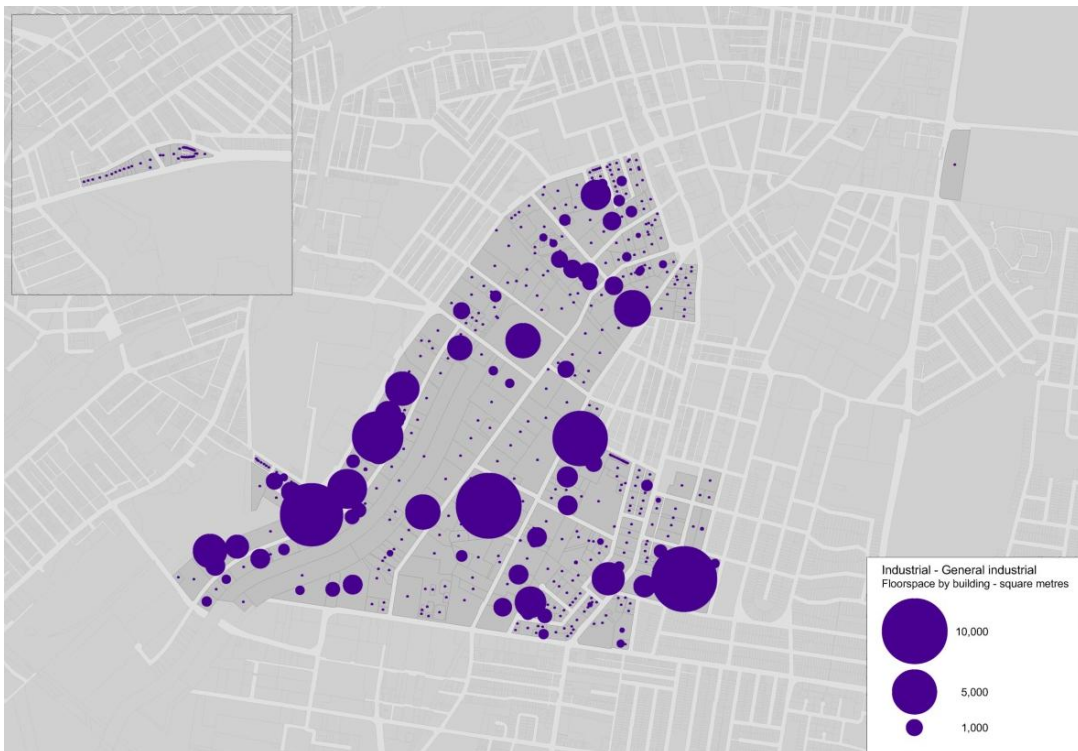 Industrial - General industrial
Floorspace by building - square metres
10,000
5,000
1,000